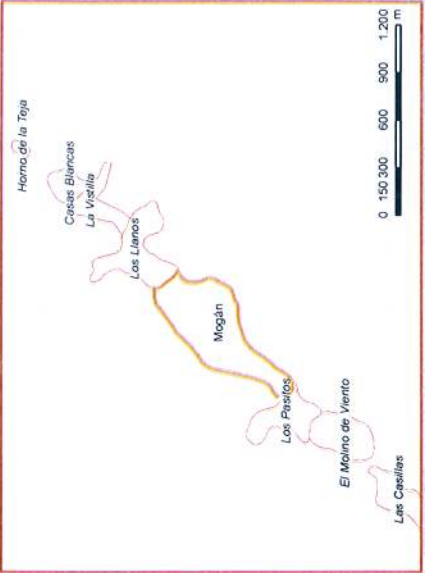 Horno de la Teja
Casas Blancas
La Vistilla
Los Llanos
Mogán
Los Pasitos
El Molino de Viento
Las Casillas
0 150 300 600 900 1.200
E